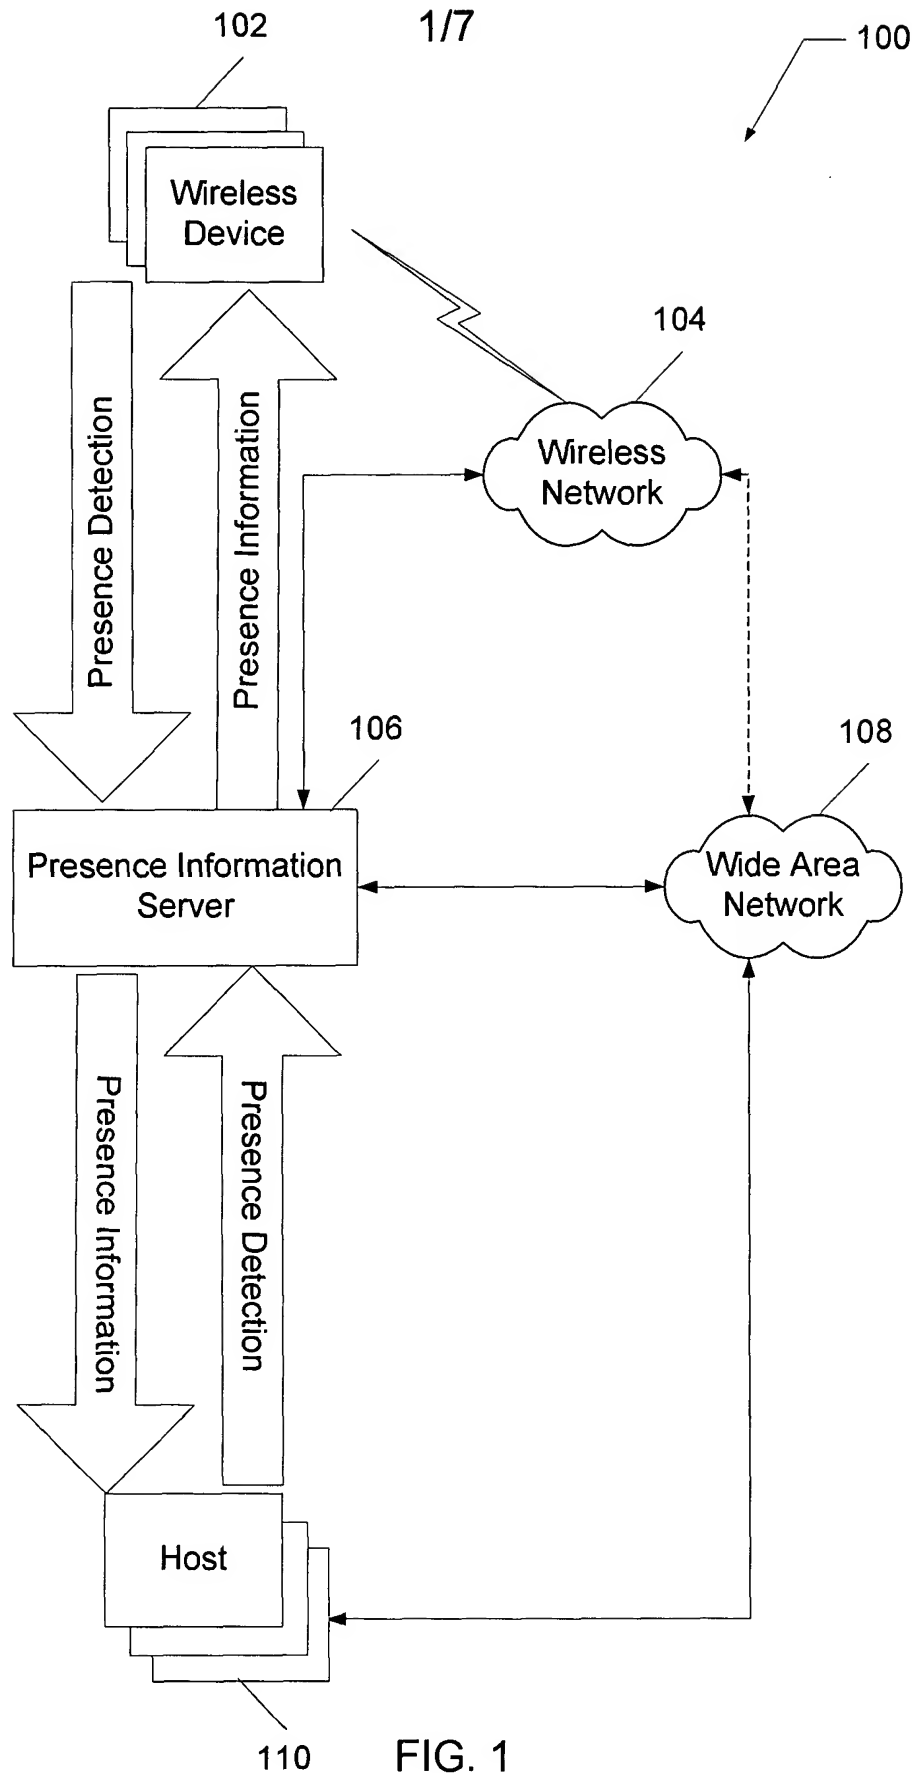 102
1/7
100
Wireless
Device
104
Presence Detection
Presence Information
Wireless
Network
106
108
Presence Information
Server
Wide Area
Network
Presence Information
Presence Detection
Host
110
FIG. 1